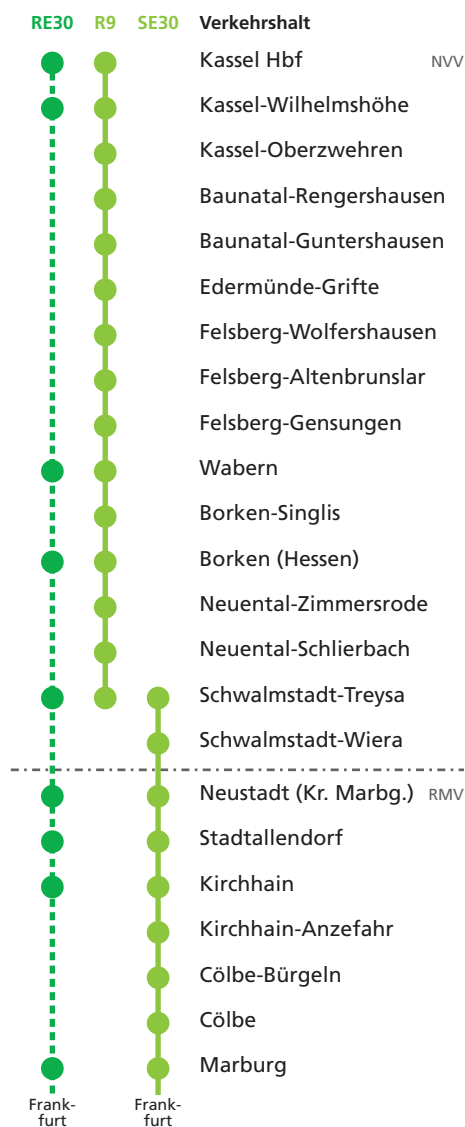 RE30 R9 SE30 Verkehrshalt
Kassel Hbf NVV
Kassel-Wilhelmshöhe
Kassel-Oberzwehren
Baunatal-Rengershausen
Baunatal-Guntershausen
Edermünde-Grifte
Felsberg-Wolfershausen
Felsberg-Altenbrunslar
Felsberg-Gensungen
Wabern
Borken-Singlis
Borken (Hessen)
Neuental-Zimmersrode
Neuental-Schlierbach
Schwalmstadt-Treysa
Schwalmstadt-Wiera
Neustadt (Kr. Marbg.) RMV
Stadtallendorf
Kirchhain
Kirchhain-Anzefahr
Cölbe-Bürgeln
Cölbe
Marburg
Frank- Frank-
furt furt